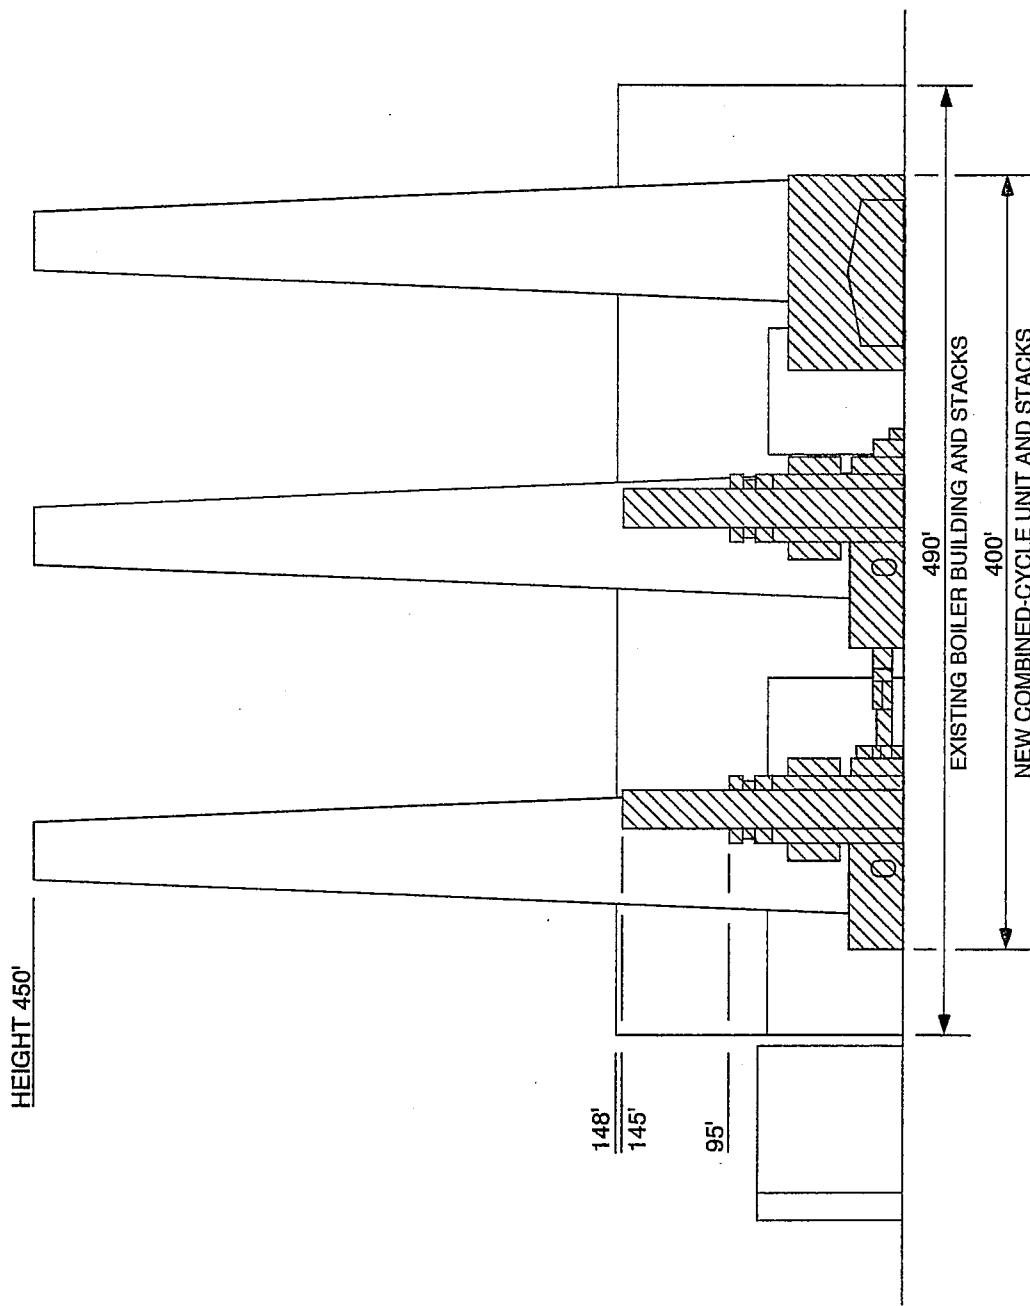 HEIGHT 450'
148'
145'
95'
490'
EXISTING BOILER BUILDING AND STACKS
400'
NEW COMBINED-CYCLE UNIT AND STACKS